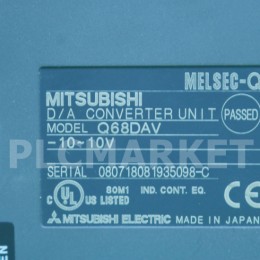 MELSEC-Q
MITSUBISHI
D/A CONVERTER UNIT PASSED
MODEL Q68DAV
-10~10V
PLCMARKET
SERIAL 080718081935098-C
C UL US LISTED 80M1 IND. CONT. EQ. CE
MITSUBISHI ELECTRIC MADE IN JAPAN